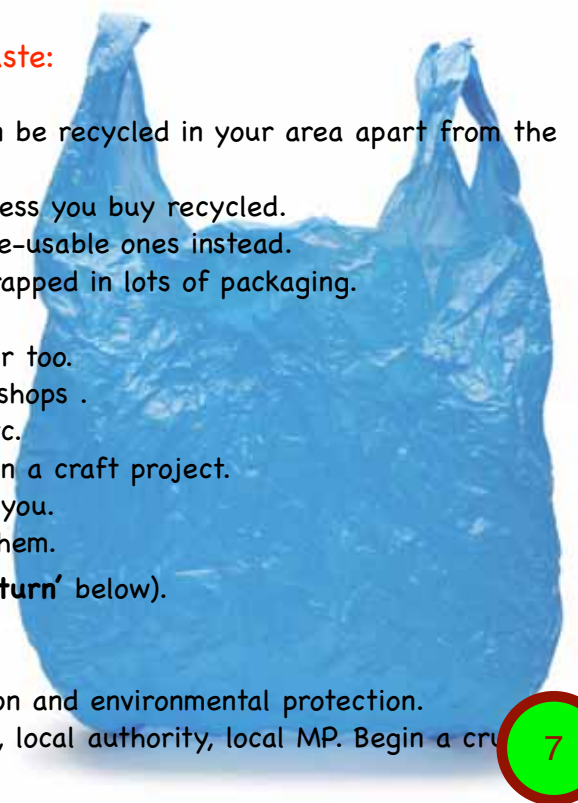 ste:
be recycled in your area apart from the
ess you buy recycled.
e-usable ones instead.
apped in lots of packaging.
r too.
shops .
c.
n a craft project.
you.
hem.
turn’ below).
on and environmental protection.
, local authority, local MP. Begin a cru
7